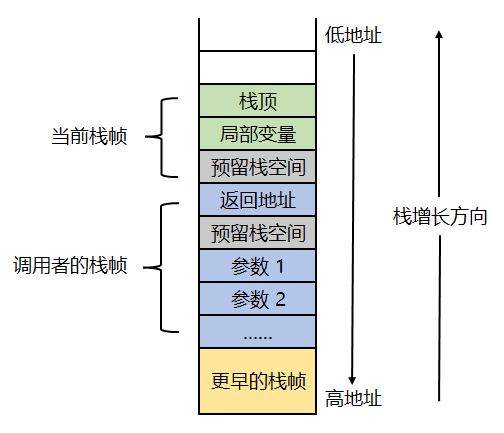 低地址
栈顶
当前栈帧
局部变量
预留栈空间
返回地址
栈增长方向
预留栈空间
调用者的栈帧
参数 1
参数 2
......
更早的栈帧
高地址